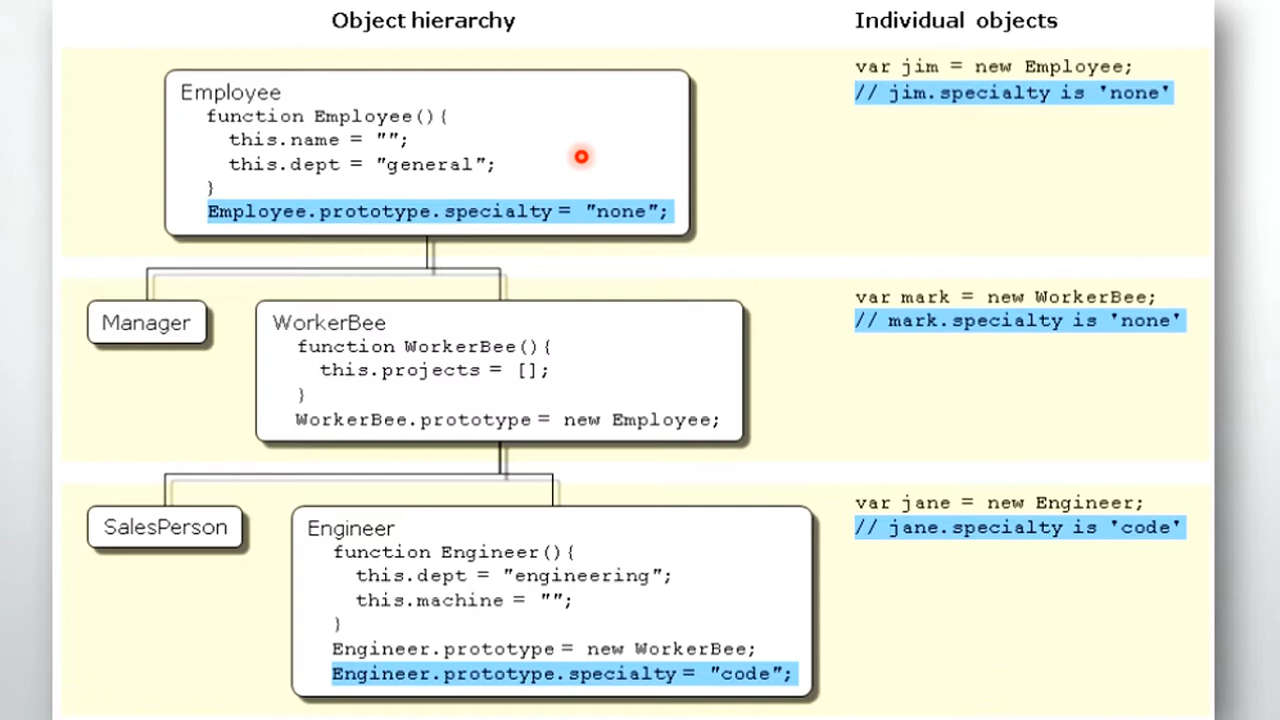 Object hierarchy
Individual objects
Employee
function Employee(){
this.name = "";
this.dept = "general";
}
Employee.prototype.specialty = "none";
var jim = new Employee;
// jim.specialty is 'none'
Manager
WorkerBee
function WorkerBee(){
this.projects = [];
}
WorkerBee.prototype = new Employee;
var mark = new WorkerBee;
// mark.specialty is 'none'
SalesPerson
Engineer
function Engineer(){
this.dept = "engineering";
this.machine = "";
}
Engineer.prototype = new WorkerBee;
Engineer.prototype.specialty = "code";
var jane = new Engineer;
// jane.specialty is 'code'